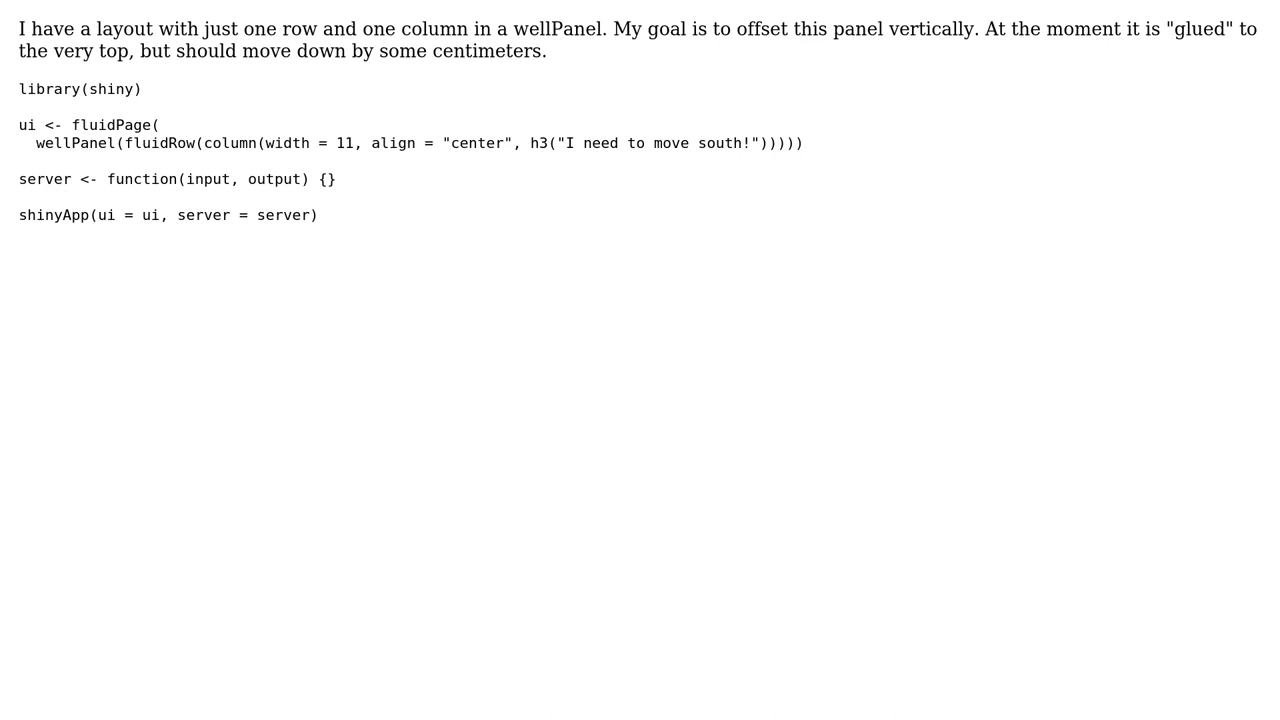 I have a layout with just one row and one column in a wellPanel. My goal is to offset this panel vertically. At the moment it is "glued" to
the very top, but should move down by some centimeters.
library(shiny)
ui <- fluidPage(
  wellPanel(fluidRow(column(width = 11, align = "center", h3("I need to move south!")))))
server <- function(input, output) {}
shinyApp(ui = ui, server = server)